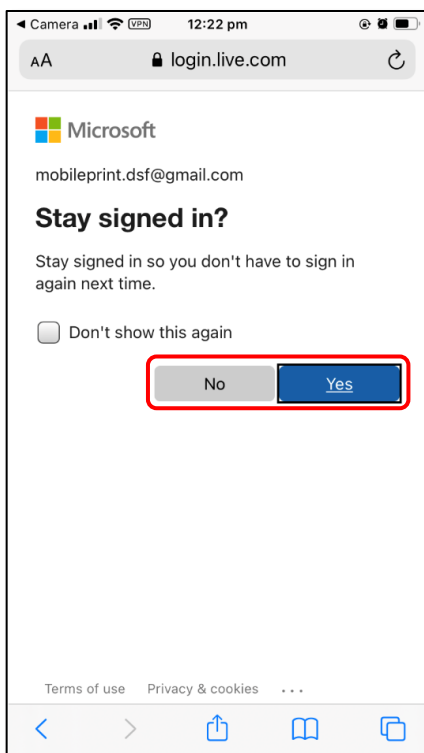 Camera VPN 12:22 pm
AA login.live.com
Microsoft
mobileprint.dsf@gmail.com
Stay signed in?
Stay signed in so you don't have to sign in
again next time.
Don't show this again
No Yes
Terms of use Privacy & cookies ...